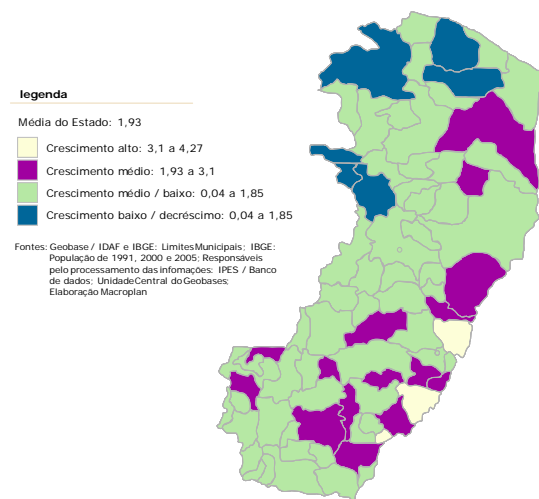 legenda
Média do Estado: 1,93
Crescimento alto: 3,1 a 4,27
Crescimento médio: 1,93 a 3,1
Crescimento médio / baixo: 0,04 a 1,85
Crescimento baixo / decréscimo: 0,04 a 1,85
Fontes: Geobase / IDAF e IBGE: Limites Municipais; IBGE:
População de 1991, 2000 e 2005; Responsáveis
pelo processamento das infomações: IPES / Banco
de dados; Unidade Central do Geobases;
Elaboração Macroplan